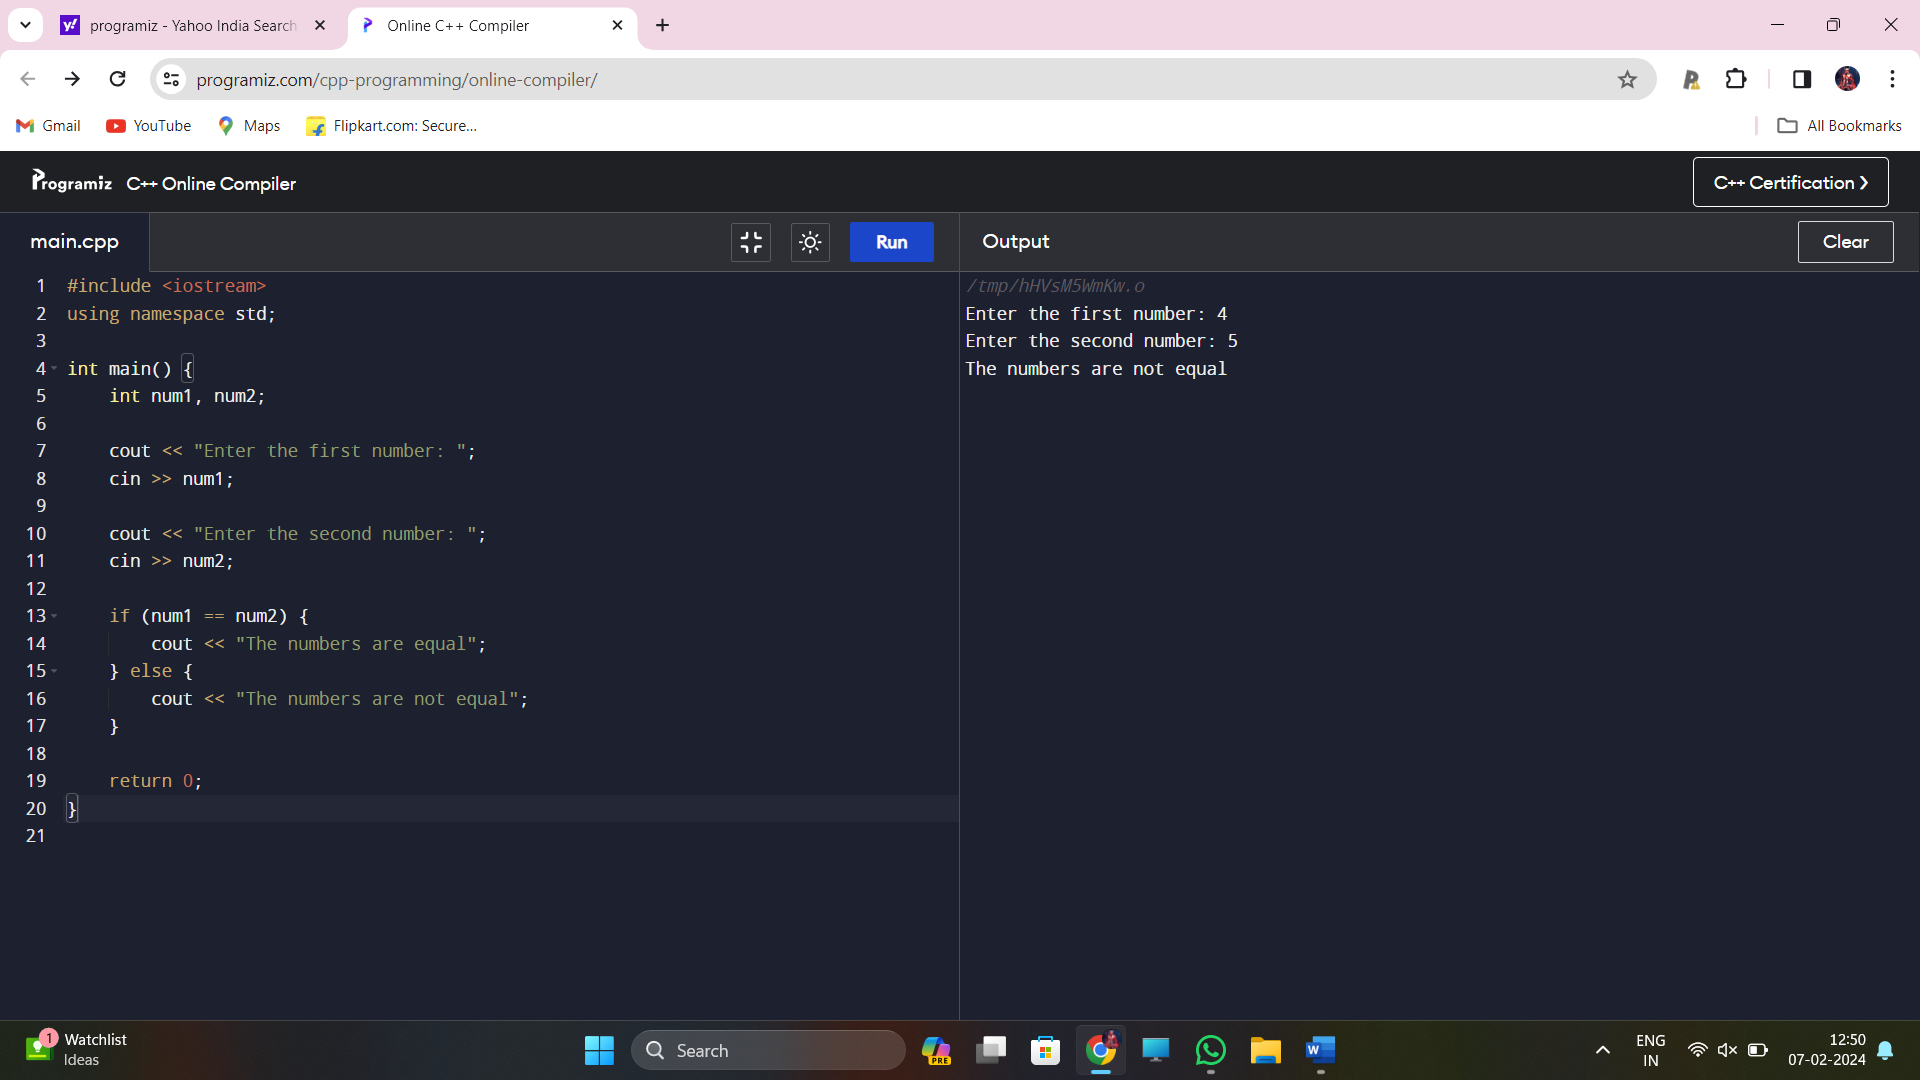 programiz - Yahoo India Search
Online C++ Compiler
programiz.com/cpp-programming/online-compiler/
Gmail
YouTube
Maps
Flipkart.com: Secure...
All Bookmarks
Programiz
C++ Online Compiler
C++ Certification
main.cpp
Run
Output
Clear
1 #include <iostream>
2 using namespace std;
3
4 int main() {
5     int num1, num2;
6
7     cout << "Enter the first number: ";
8     cin >> num1;
9
10     cout << "Enter the second number: ";
11     cin >> num2;
12
13     if (num1 == num2) {
14         cout << "The numbers are equal";
15     } else {
16         cout << "The numbers are not equal";
17     }
18
19     return 0;
20 }
21
/tmp/hHVsM5WmKw.o
Enter the first number: 4
Enter the second number: 5
The numbers are not equal
1
Watchlist
Ideas
Search
PRE
W
ENG
IN
12:50
07-02-2024